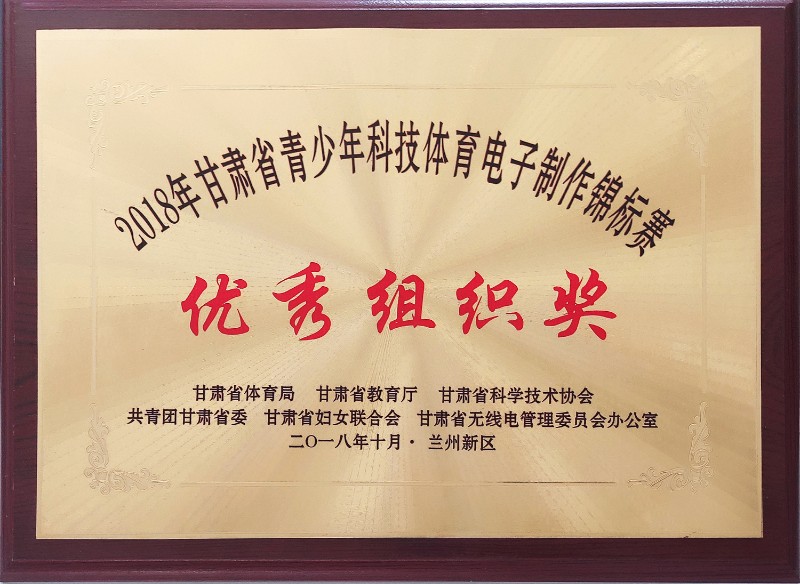 2018年甘肃省青少年科技体育电子制作锦标赛
优秀组织奖
甘肃省体育局 甘肃省教育厅 甘肃省科学技术协会
共青团甘肃省委 甘肃省妇女联合会 甘肃省无线电管理委员会办公室
二〇一八年十月·兰州新区